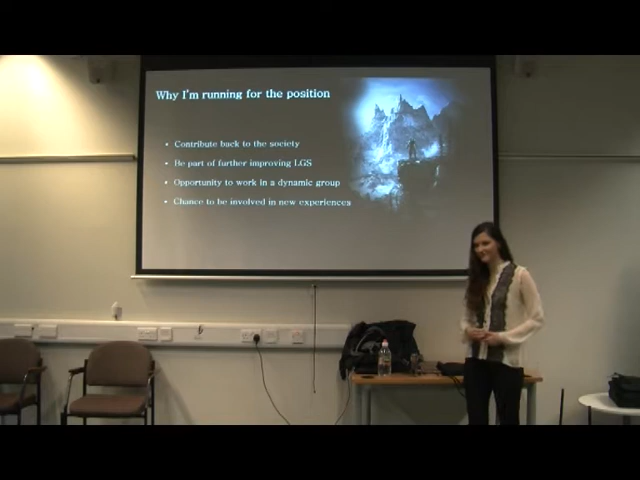 Why I'm running for the position
• Contribute back to the society
• Be part of further improving LGS
• Opportunity to work in a dynamic group
• Chance to be involved in new experiences